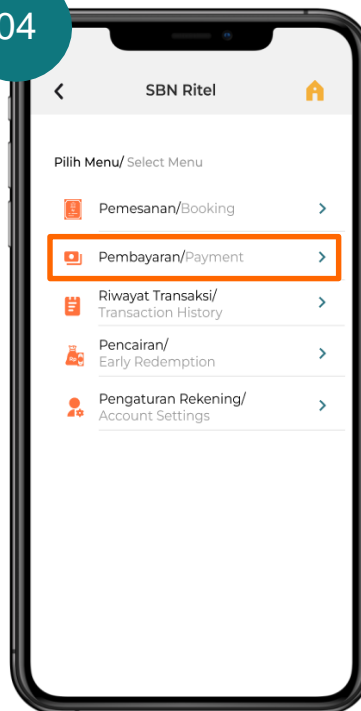 04
SBN Ritel
Pilih Menu/ Select Menu
Pemesanan/Booking
Pembayaran/Payment
Riwayat Transaksi/
Transaction History
Pencairan/
Early Redemption
Pengaturan Rekening/
Account Settings